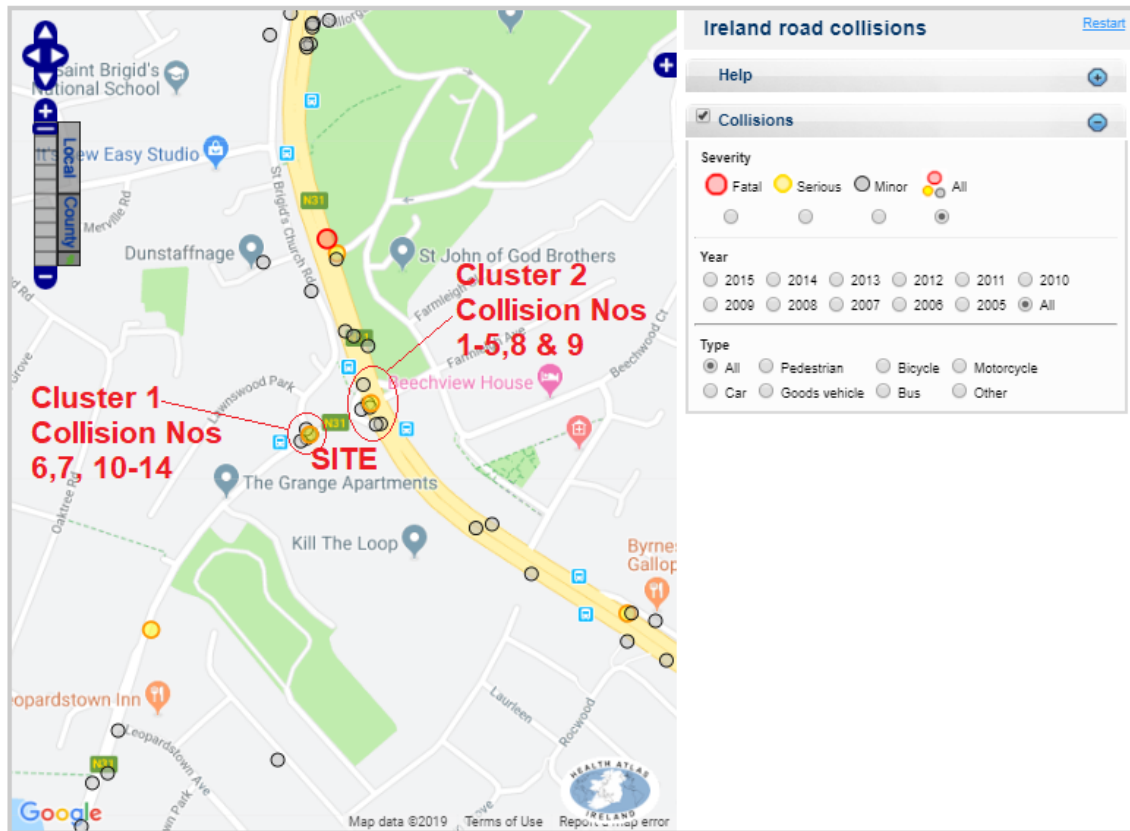 Saint Brigid's
National School
It's New Easy Studio
Local
County
Merville Rd
St Brigid's Church Rd
N31
Dunstaffnage
St John of God Brothers
Cluster 2
Collision Nos
1-5,8 & 9
Farmleigh Ave
Beechwood Ct
Beechview House
Lawnswood Park
Cluster 1
Collision Nos
6,7, 10-14
N31
SITE
The Grange Apartments
Oaktree Rd
Kill The Loop
Leopardstown Inn
Laurleen
Rocwood
Leopardstown Ave
N31
HEALTH ATLAS
IRELAND
Google
Map data ©2019 Terms of Use Report a map error
Ireland road collisions
Restart
Help
Collisions
Severity
Fatal Serious Minor All
Year
2015 2014 2013 2012 2011 2010
2009 2008 2007 2006 2005 All
Type
All Pedestrian Bicycle Motorcycle
Car Goods vehicle Bus Other